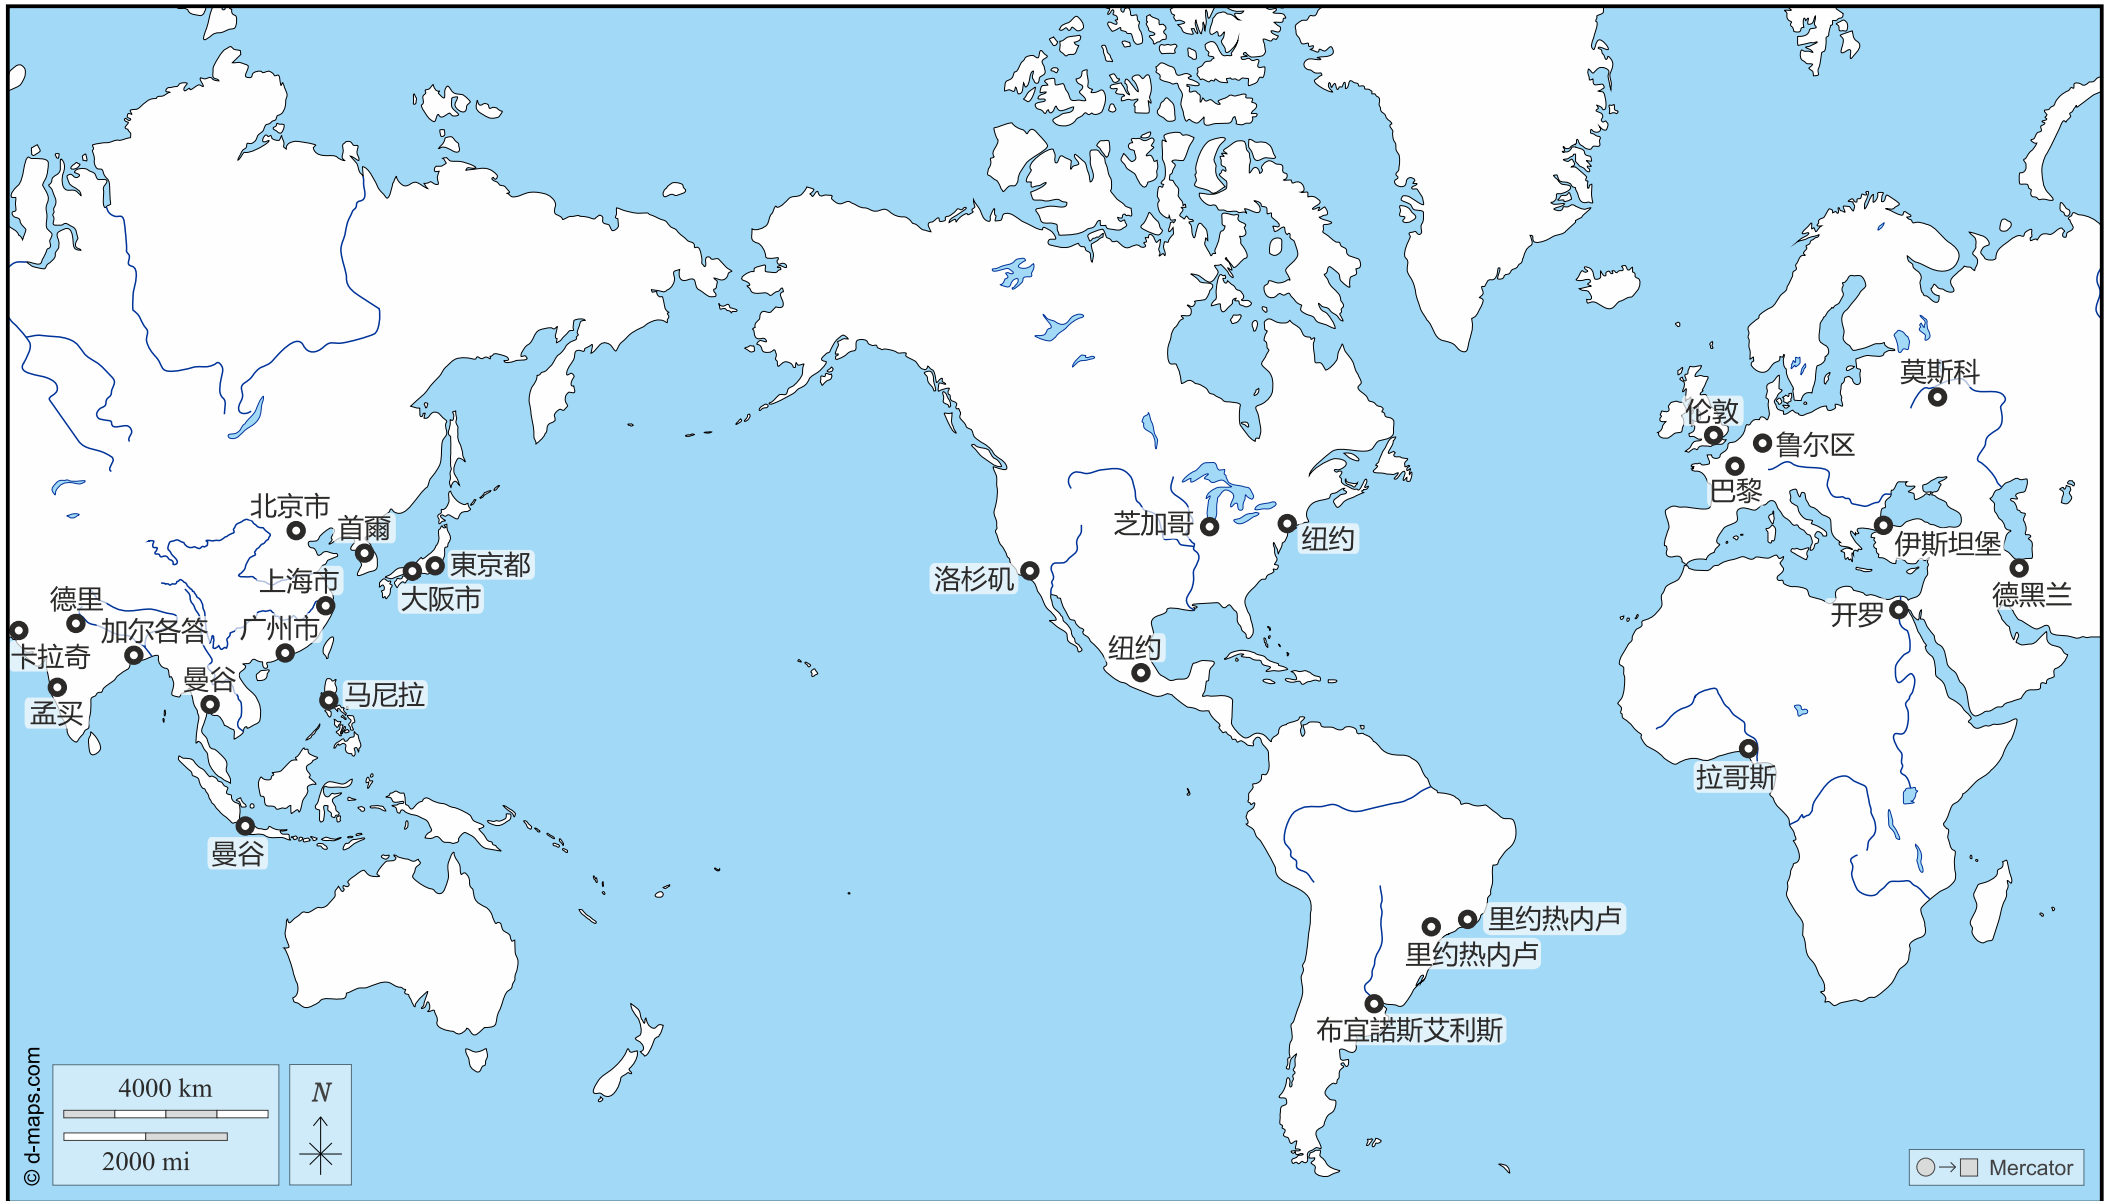 莫斯科
伦敦
鲁尔区
巴黎
北京市
首爾
芝加哥
纽约
伊斯坦堡
東京都
洛杉矶
上海市
大阪市
德黑兰
德里
开罗
加尔各答
广州市
卡拉奇
纽约
曼谷
马尼拉
孟买
拉哥斯
曼谷
里约热内卢
里约热内卢
布宜諾斯艾利斯
© d-maps.com
4000 km
2000 mi
N
Mercator